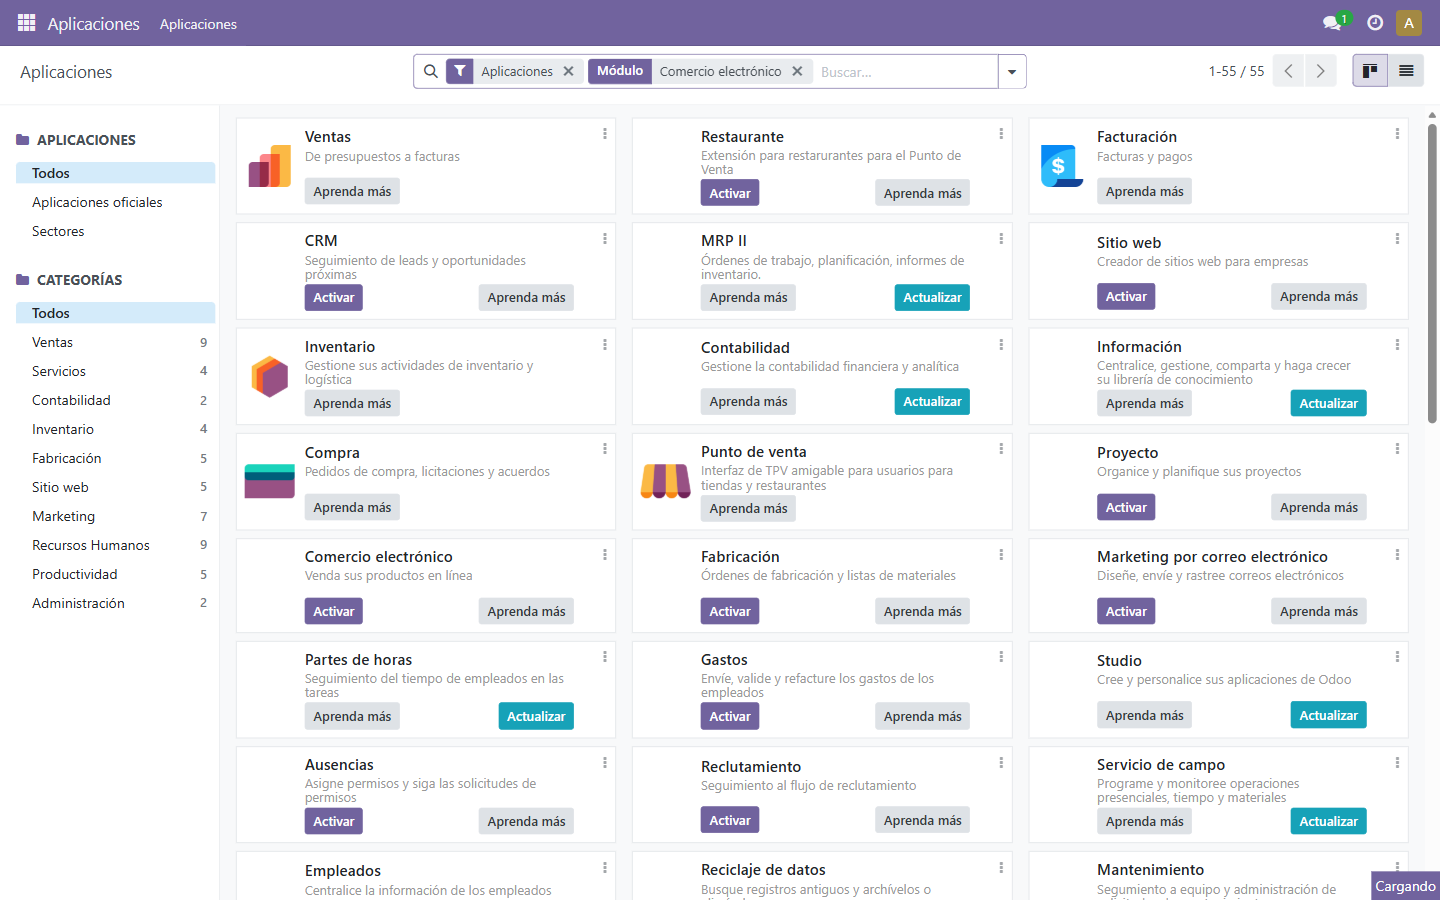 Aplicaciones Aplicaciones 1 A
Aplicaciones Aplicaciones Módulo Comercio electrónico Buscar... 1-55 / 55
APLICACIONES
Todos
Aplicaciones oficiales
Sectores
CATEGORÍAS
Todos
Ventas 9
Servicios 4
Contabilidad 2
Inventario 4
Fabricación 5
Sitio web 5
Marketing 7
Recursos Humanos 9
Productividad 5
Administración 2
Ventas
De presupuestos a facturas
Aprenda más
Restaurante
Extensión para restarurantes para el Punto de
Venta
Activar Aprenda más
Facturación
Facturas y pagos
Aprenda más
CRM
Seguimiento de leads y oportunidades
próximas
Activar Aprenda más
MRP II
Órdenes de trabajo, planificación, informes de
inventario.
Aprenda más Actualizar
Sitio web
Creador de sitios web para empresas
Activar Aprenda más
Inventario
Gestione sus actividades de inventario y
logística
Aprenda más
Contabilidad
Gestione la contabilidad financiera y analítica
Aprenda más Actualizar
Información
Centralice, gestione, comparta y haga crecer
su librería de conocimiento
Aprenda más Actualizar
Compra
Pedidos de compra, licitaciones y acuerdos
Aprenda más
Punto de venta
Interfaz de TPV amigable para usuarios para
tiendas y restaurantes
Aprenda más
Proyecto
Organice y planifique sus proyectos
Activar Aprenda más
Comercio electrónico
Venda sus productos en línea
Activar Aprenda más
Fabricación
Órdenes de fabricación y listas de materiales
Activar Aprenda más
Marketing por correo electrónico
Diseñe, envíe y rastree correos electrónicos
Activar Aprenda más
Partes de horas
Seguimiento del tiempo de empleados en las
tareas
Aprenda más Actualizar
Gastos
Envíe, valide y refacture los gastos de los
empleados
Activar Aprenda más
Studio
Cree y personalice sus aplicaciones de Odoo
Aprenda más Actualizar
Ausencias
Asigne permisos y siga las solicitudes de
permisos
Activar Aprenda más
Reclutamiento
Seguimiento al flujo de reclutamiento
Activar Aprenda más
Servicio de campo
Programe y monitoree operaciones
presenciales, tiempo y materiales
Aprenda más Actualizar
Empleados
Centralice la información de los empleados
Reciclaje de datos
Busque registros antiguos y archívelos o
Mantenimiento
Segumiento a equipo y administración de
Cargando